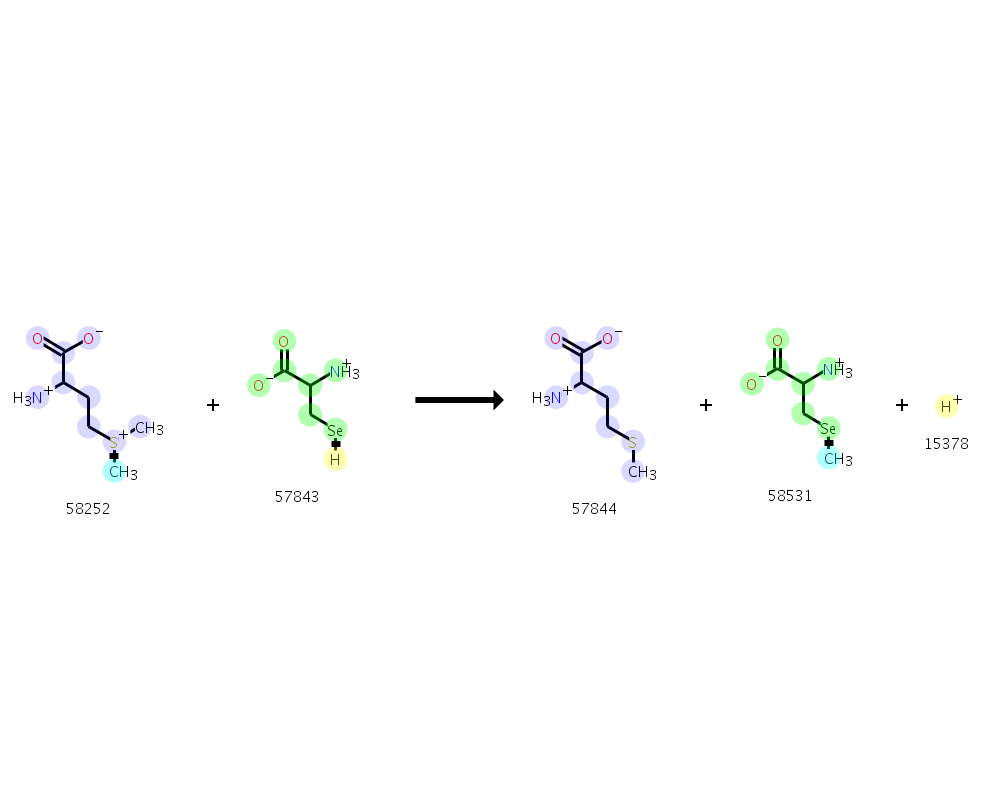 O O⁻ O O O⁻ O
H3N⁺ O⁻ NH3⁺ H3N⁺ O⁻ NH3⁺
+ → + + H⁺
S⁺ CH3 Se S Se
CH3 H CH3 CH3
58252 57843 57844 58531 15378